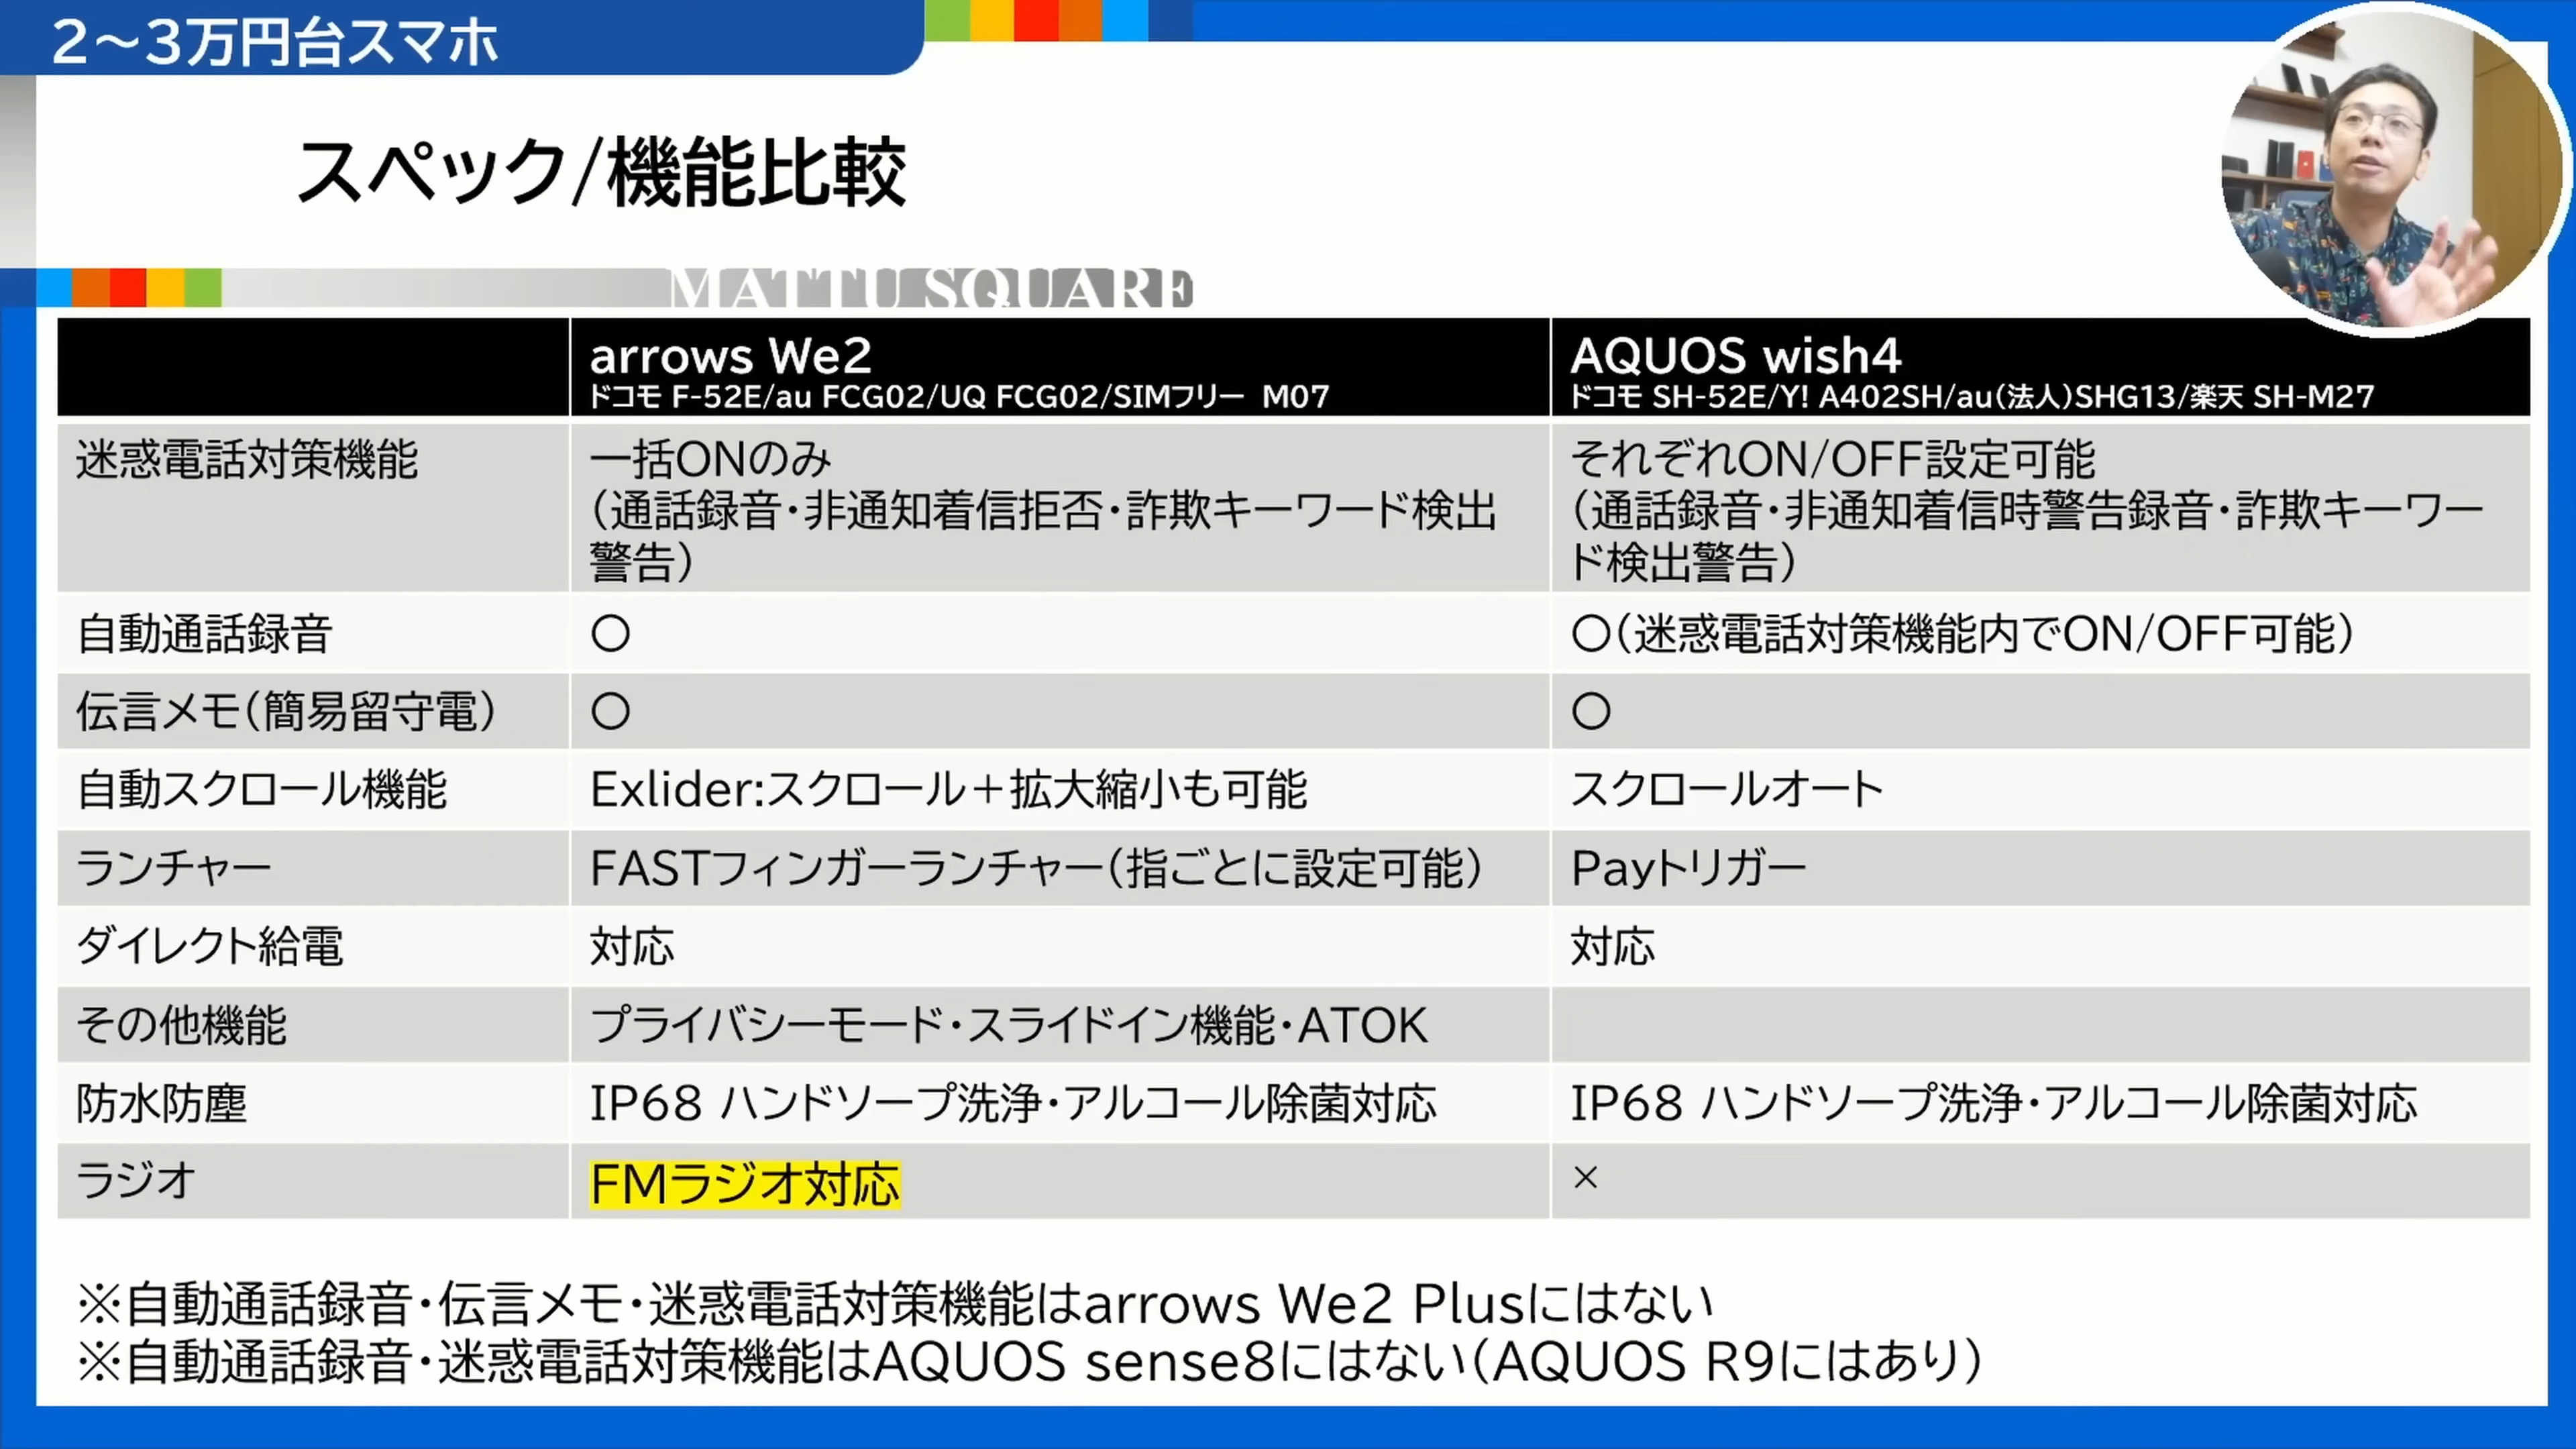 2〜3万円台スマホ
スペック/機能比較
MATTU SQUARE
arrows We2
ドコモ F-52E/au FCG02/UQ FCG02/SIMフリー M07
AQUOS wish4
ドコモ SH-52E/Y! A402SH/au(法人)SHG13/楽天 SH-M27
迷惑電話対策機能
一括ONのみ
(通話録音・非通知着信拒否・詐欺キーワード検出
警告)
それぞれON/OFF設定可能
(通話録音・非通知着信時警告録音・詐欺キーワー
ド検出警告)
自動通話録音
○
○(迷惑電話対策機能内でON/OFF可能)
伝言メモ(簡易留守電)
○
○
自動スクロール機能
Exlider:スクロール+拡大縮小も可能
スクロールオート
ランチャー
FASTフィンガーランチャー(指ごとに設定可能)
Payトリガー
ダイレクト給電
対応
対応
その他機能
プライバシーモード・スライドイン機能・ATOK
防水防塵
IP68 ハンドソープ洗浄・アルコール除菌対応
IP68 ハンドソープ洗浄・アルコール除菌対応
ラジオ
FMラジオ対応
×
※自動通話録音・伝言メモ・迷惑電話対策機能はarrows We2 Plusにはない
※自動通話録音・迷惑電話対策機能はAQUOS sense8にはない(AQUOS R9にはあり)